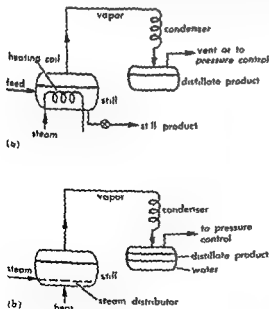 vapor
condenser
heating coil
vent or to
pressure control
distillate product
feed
still
steam
still product
(a)
vapor
condenser
to pressure
control
steam
still
distillate product
water
steam distributor
(b)
heat